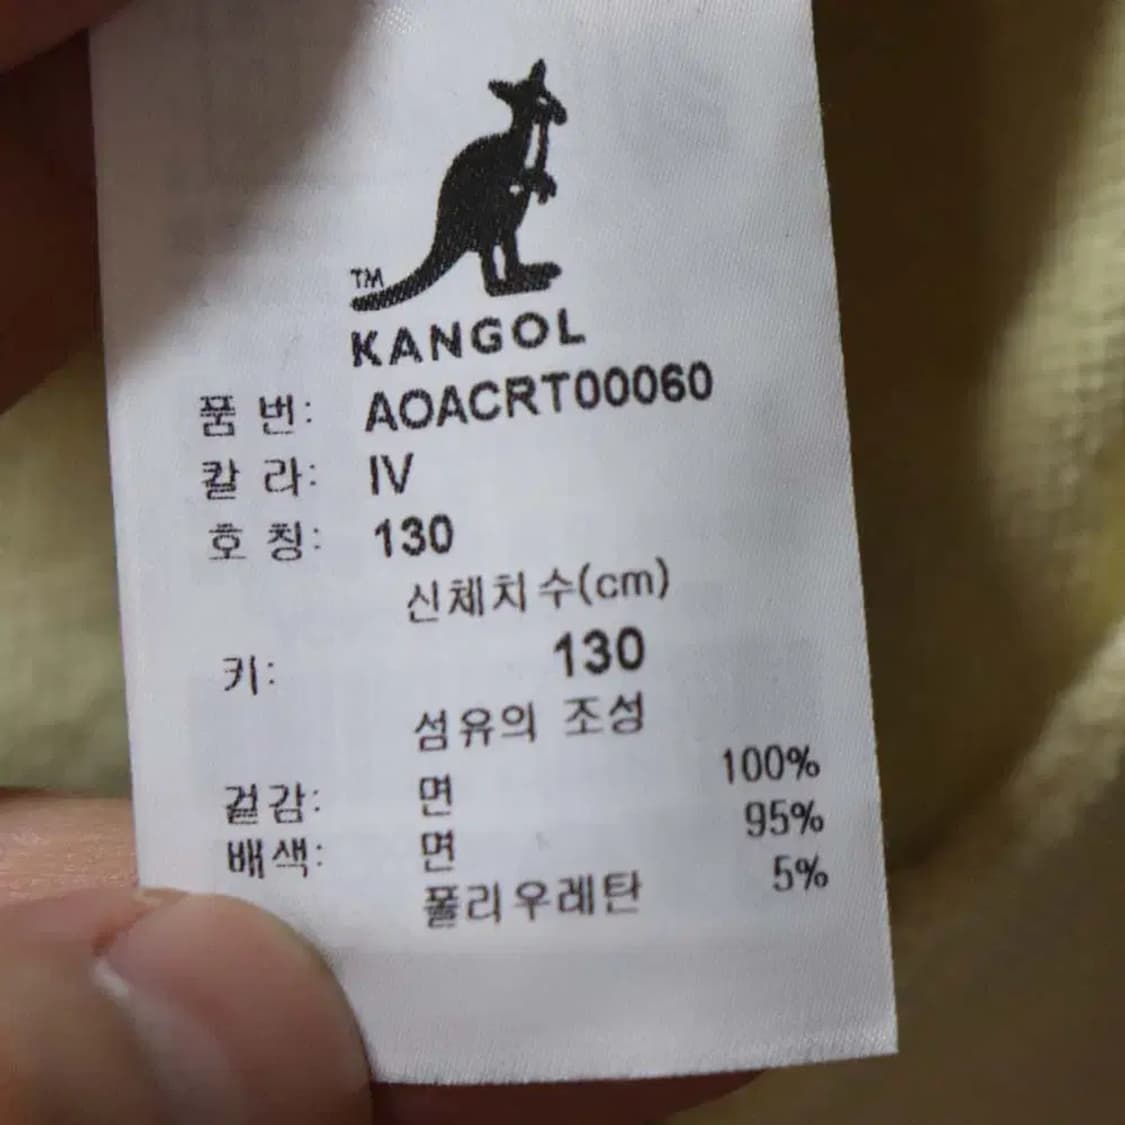 TM
KANGOL
품 번: AOACRT00060
칼 라: IV
호 칭: 130
신체치수(cm)
키: 130
섬유의 조성
겉감: 면 100%
배색: 면 95%
폴리우레탄 5%